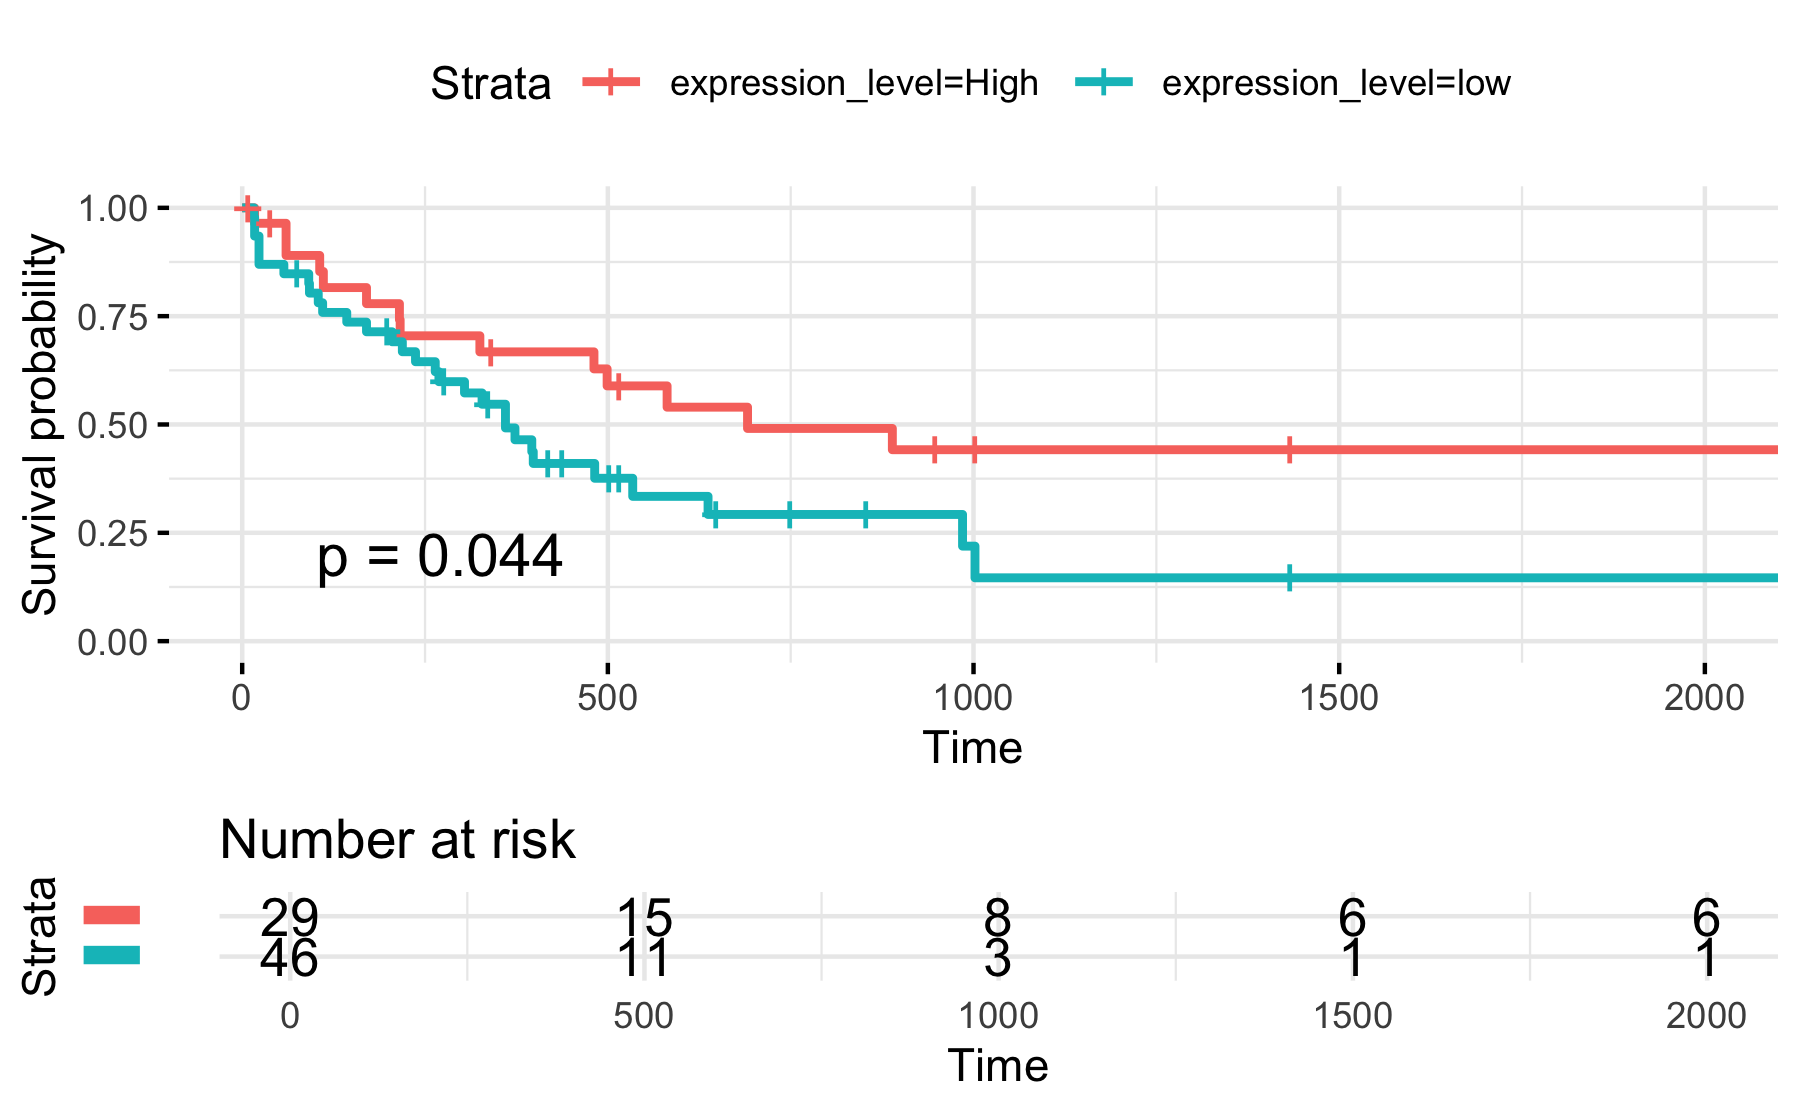 Strata expression_level=High expression_level=low
Survival probability
1.00
0.75
0.50
0.25
0.00
p = 0.044
0 500 1000 1500 2000
Time
Number at risk
Strata
29 15 8 6 6
46 11 3 1 1
0 500 1000 1500 2000
Time